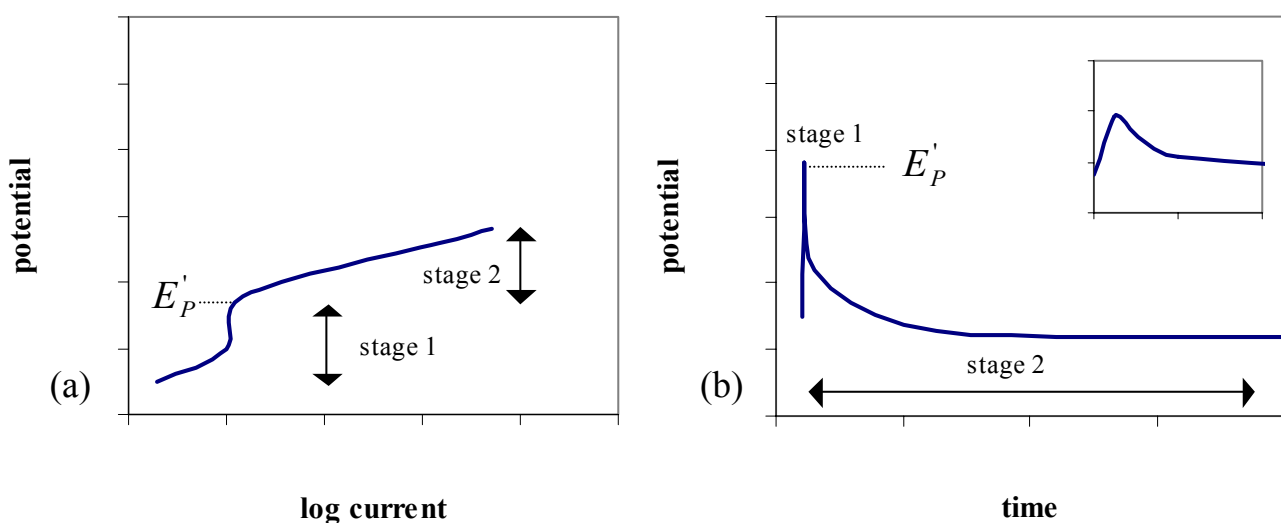 potential
E'P
stage 1
stage 2
(a)
log current
potential
stage 1
E'P
stage 2
(b)
time